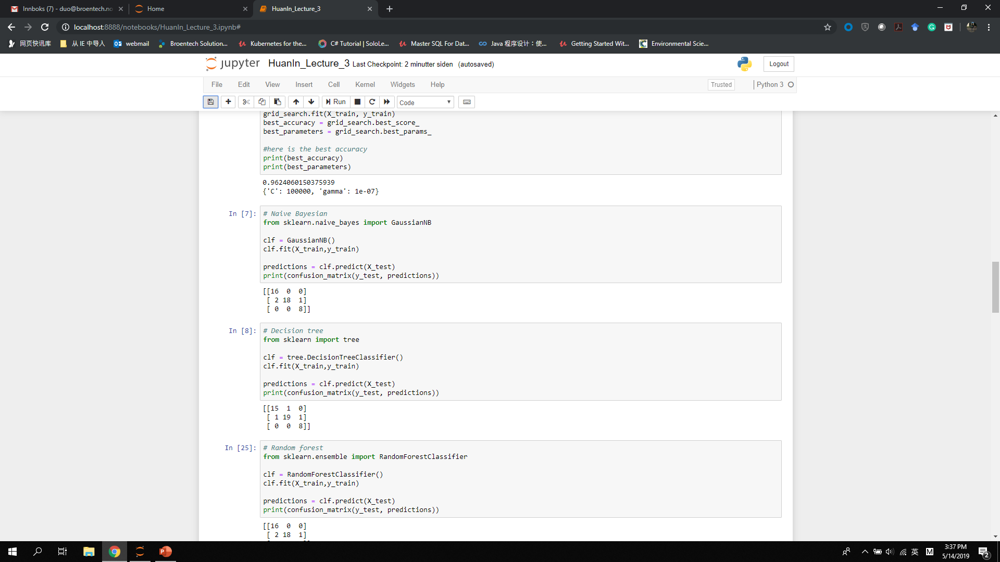 Innboks (7) - duo@broentech.no
Home
HuanIn_Lecture_3
localhost:8888/notebooks/HuanIn_Lecture_3.ipynb#
网页快讯库
从 IE 中导入
webmail
Broentech Solution...
Kubernetes for the...
C# Tutorial | SoloLe...
Master SQL For Dat...
Java 程序设计：使...
Getting Started Wit...
Environmental Scie...
jupyter HuanIn_Lecture_3 Last Checkpoint: 2 minutter siden (autosaved)
Logout
File Edit View Insert Cell Kernel Widgets Help
Trusted
Python 3
Run
Code
grid_search.fit(X_train, y_train)
best_accuracy = grid_search.best_score_
best_parameters = grid_search.best_params_
#here is the best accuracy
print(best_accuracy)
print(best_parameters)
0.9624060150375939
{'C': 100000, 'gamma': 1e-07}
In [7]:
# Naive Bayesian
from sklearn.naive_bayes import GaussianNB
clf = GaussianNB()
clf.fit(X_train,y_train)
predictions = clf.predict(X_test)
print(confusion_matrix(y_test, predictions))
[[16  0  0]
[ 2 18  1]
[ 0  0  8]]
In [8]:
# Decision tree
from sklearn import tree
clf = tree.DecisionTreeClassifier()
clf.fit(X_train,y_train)
predictions = clf.predict(X_test)
print(confusion_matrix(y_test, predictions))
[[15  1  0]
[ 1 19  1]
[ 0  0  8]]
In [25]:
# Random forest
from sklearn.ensemble import RandomForestClassifier
clf = RandomForestClassifier()
clf.fit(X_train,y_train)
predictions = clf.predict(X_test)
print(confusion_matrix(y_test, predictions))
[[16  0  0]
[ 2 18  1]
英
M
3:37 PM
5/14/2019
2